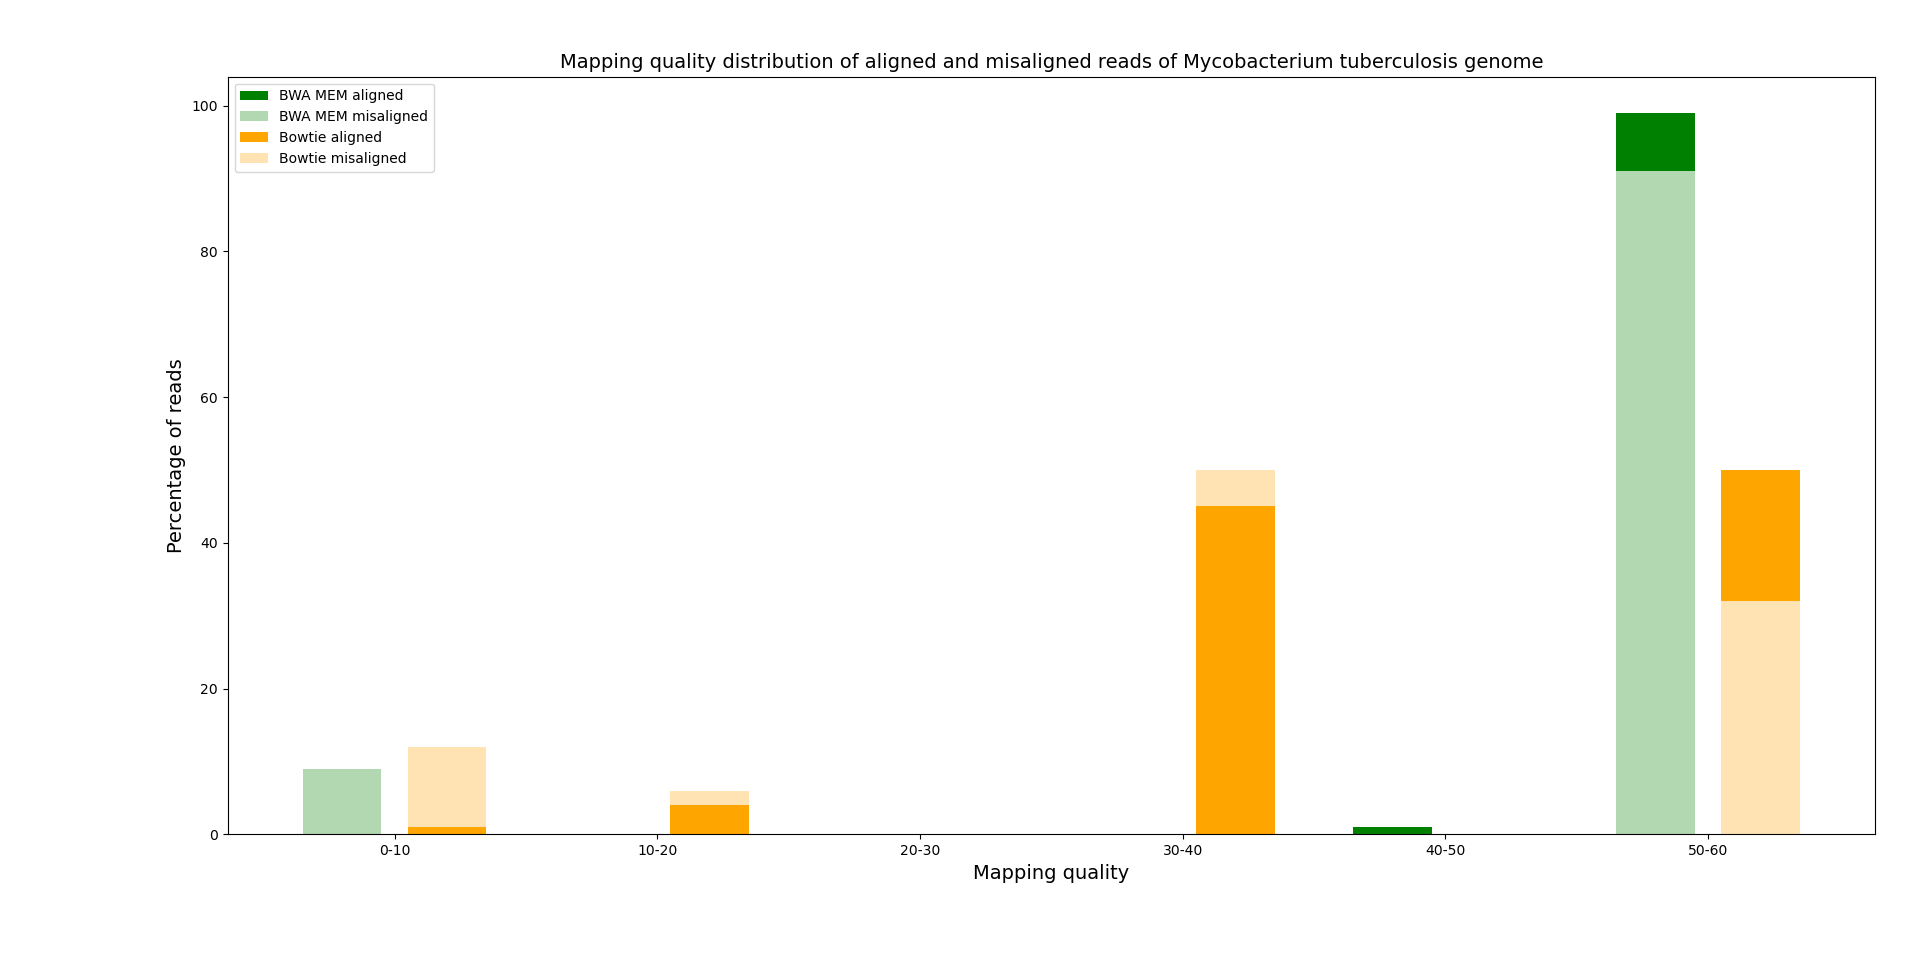 Mapping quality distribution of aligned and misaligned reads of Mycobacterium tuberculosis genome
BWA MEM aligned
BWA MEM misaligned
Bowtie aligned
Bowtie misaligned
Percentage of reads
100
80
60
40
20
0
0-10 10-20 20-30 30-40 40-50 50-60
Mapping quality